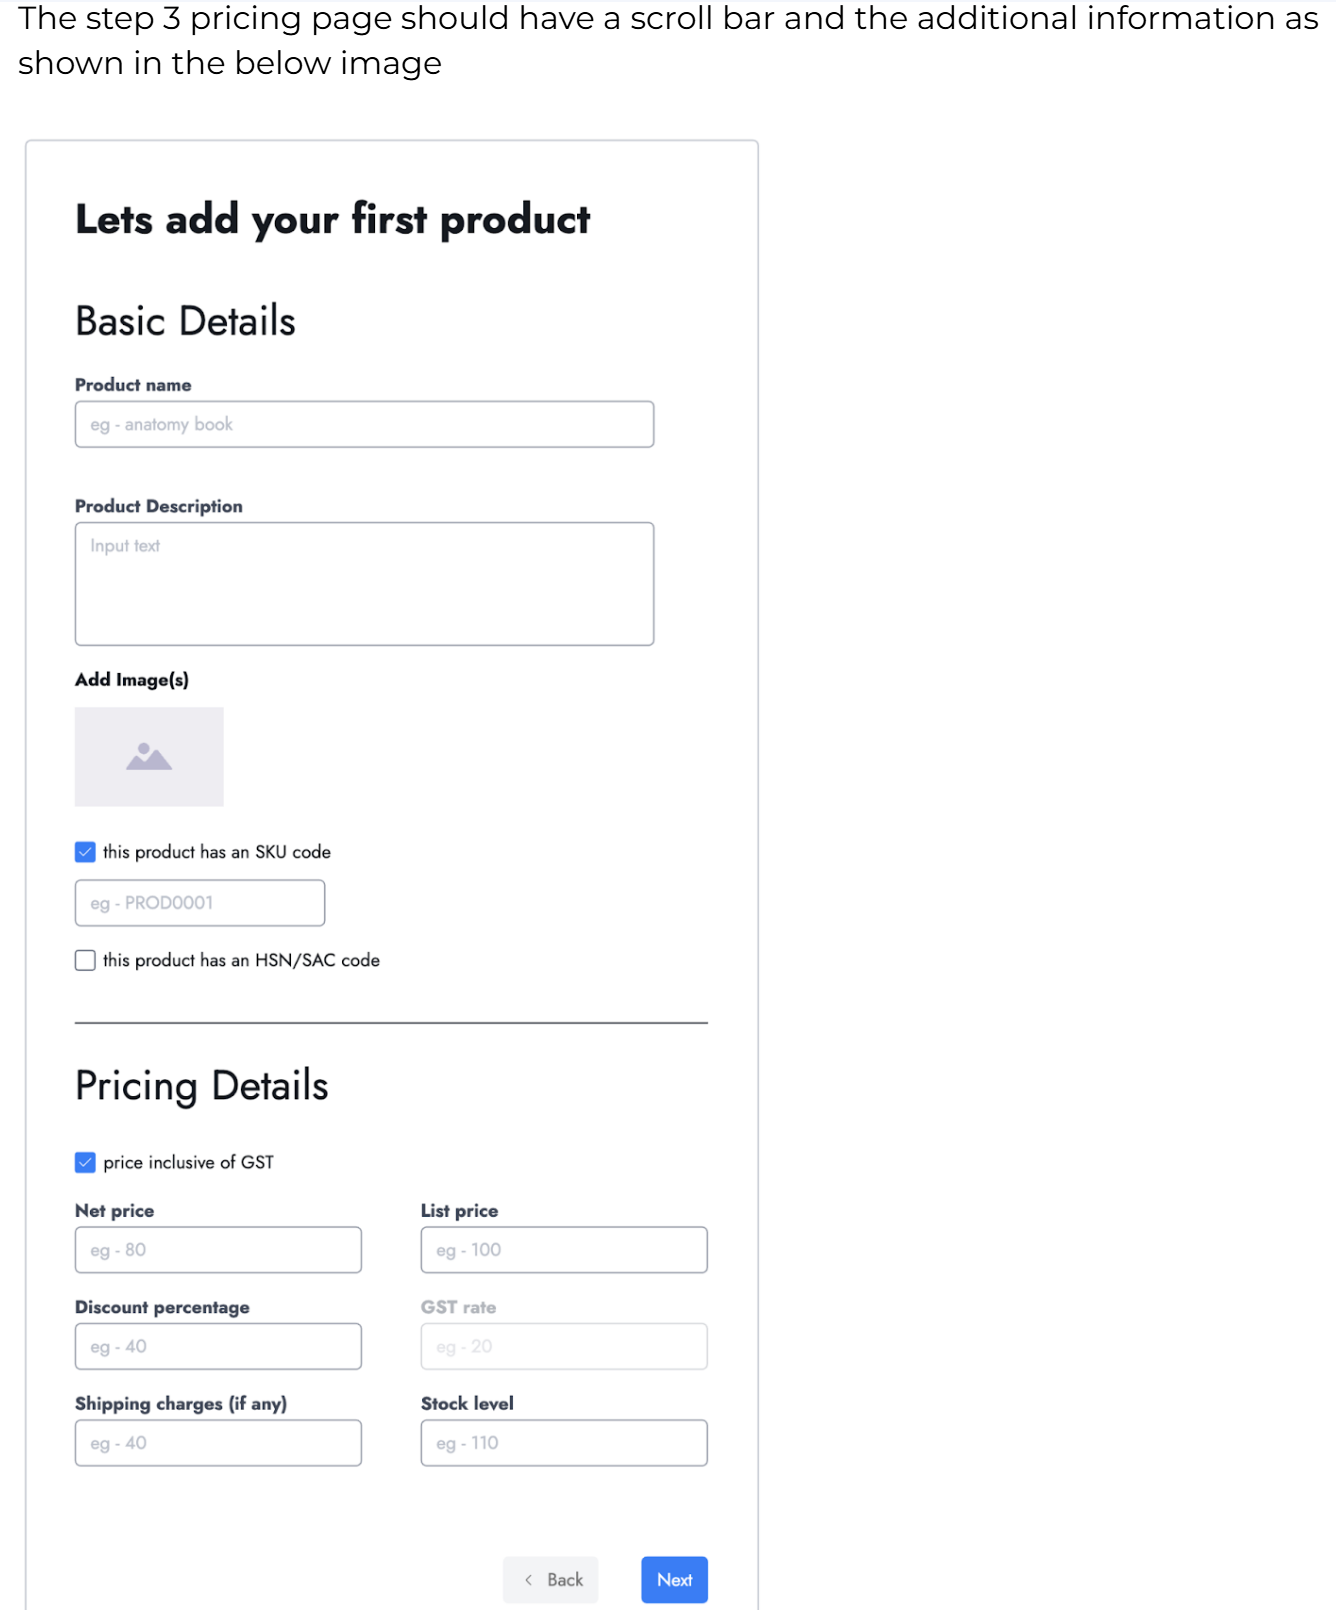 The step 3 pricing page should have a scroll bar and the additional information as
shown in the below image
Lets add your first product
Basic Details
Product name
eg - anatomy book
Product Description
Input text
Add Image(s)
this product has an SKU code
eg - PROD0001
this product has an HSN/SAC code
Pricing Details
price inclusive of GST
Net price
List price
eg - 80
eg - 100
Discount percentage
GST rate
eg - 40
eg - 20
Shipping charges (if any)
Stock level
eg - 40
eg - 110
< Back
Next